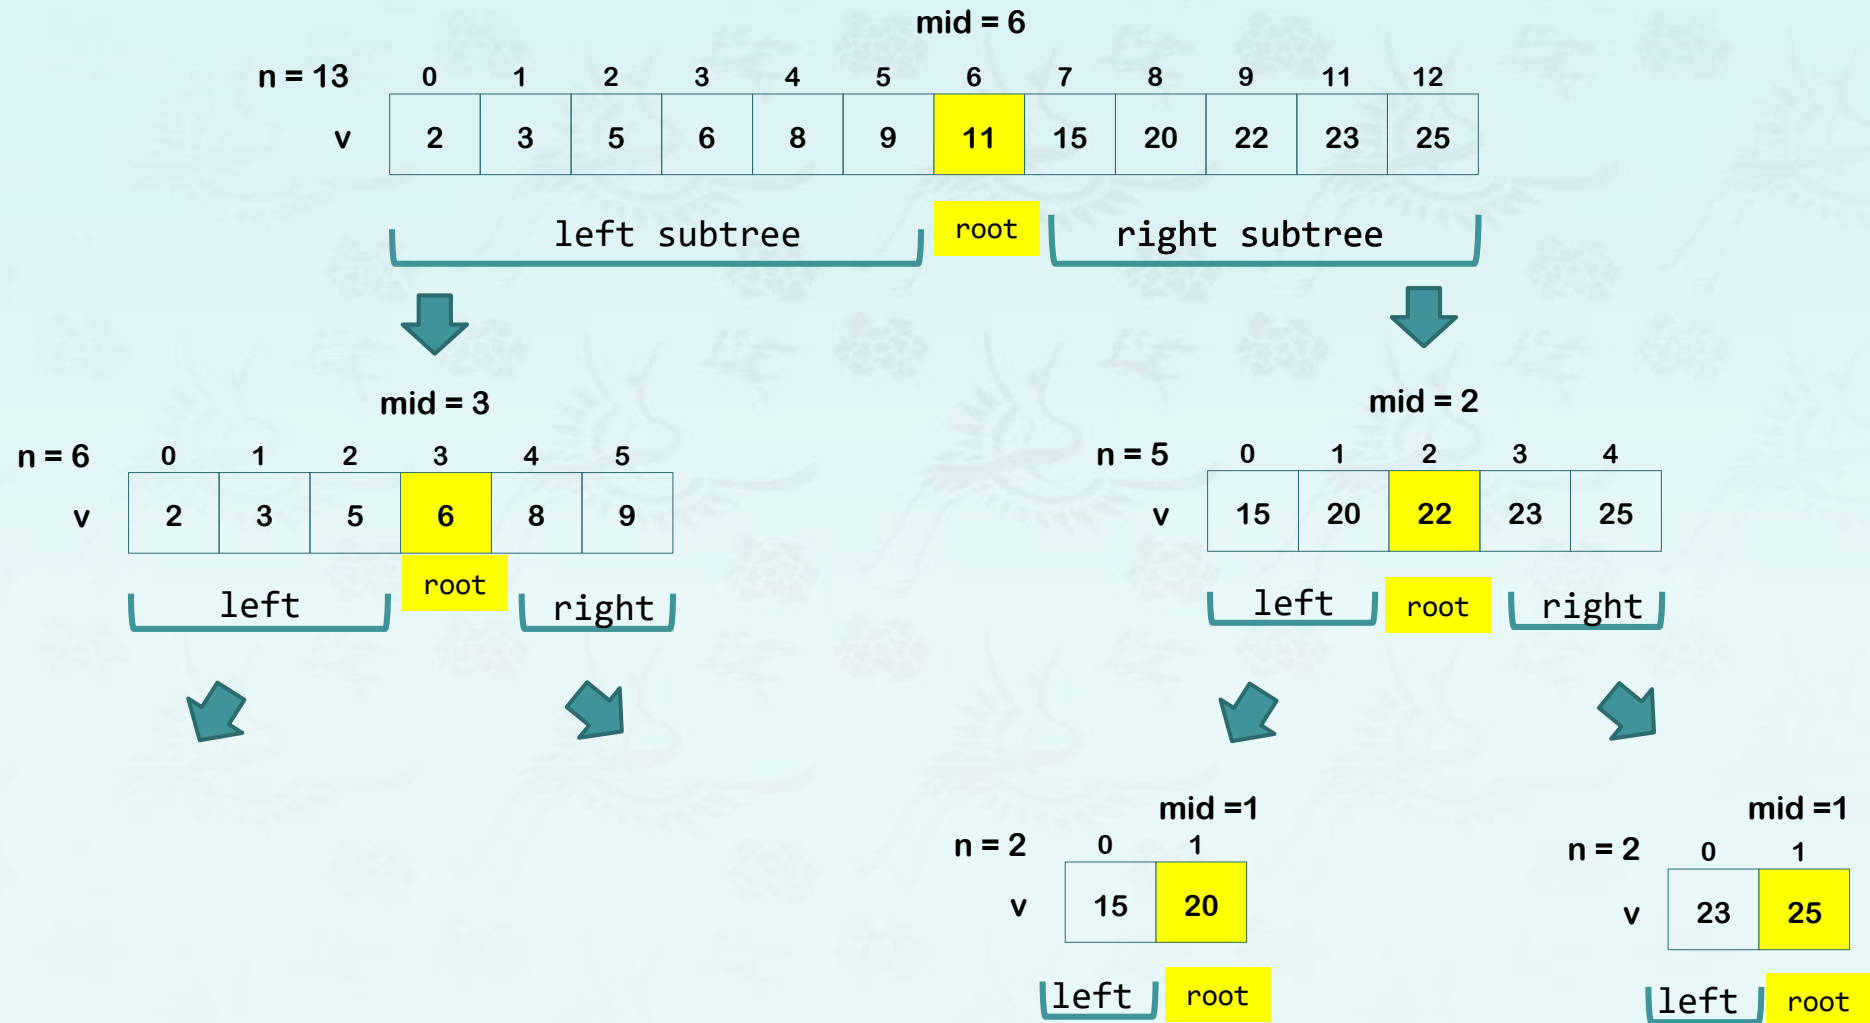 mid = 6
n = 13 0 1 2 3 4 5 6 7 8 9 11 12
v 2 3 5 6 8 9 11 15 20 22 23 25
left subtree root right subtree
mid = 3 mid = 2
n = 6 0 1 2 3 4 5 n = 5 0 1 2 3 4
v 2 3 5 6 8 9 v 15 20 22 23 25
left root right left root right
mid =1 mid =1
n = 2 0 1 n = 2 0 1
v 15 20 v 23 25
left root left root